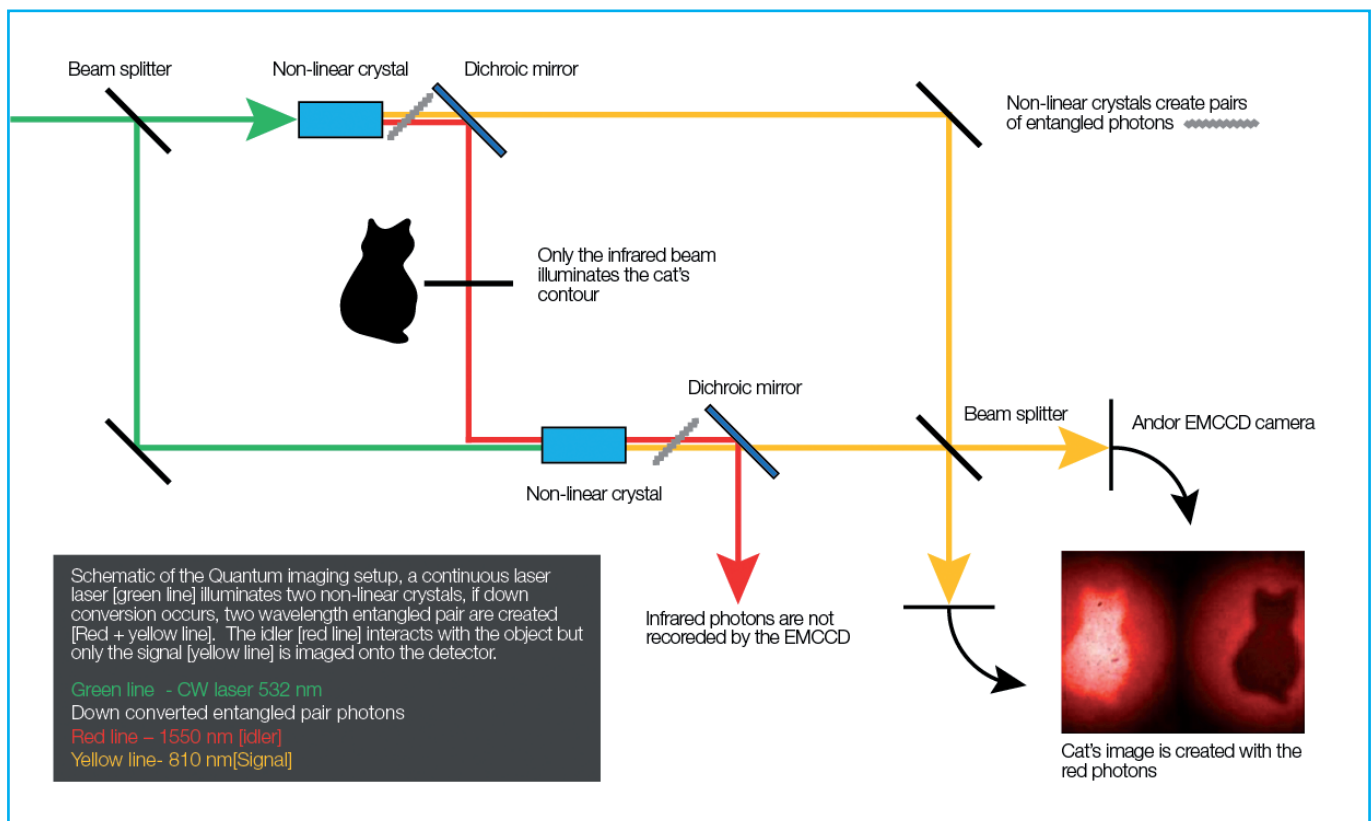 Beam splitter
Non-linear crystal
Dichroic mirror
Non-linear crystals create pairs
of entangled photons
Only the infrared beam
illuminates the cat's
contour
Dichroic mirror
Beam splitter
Andor EMCCD camera
Non-linear crystal
Schematic of the Quantum imaging setup, a continuous laser
laser [green line] illuminates two non-linear crystals, if down
conversion occurs, two wavelength entangled pair are created
[Red + yellow line].  The idler [red line] interacts with the object but
only the signal [yellow line] is imaged onto the detector.
Green line  - CW laser 532 nm
Down converted entangled pair photons
Red line – 1550 nm [idler]
Yellow line- 810 nm[Signal]
Infrared photons are not
recoreded by the EMCCD
Cat's image is created with the
red photons